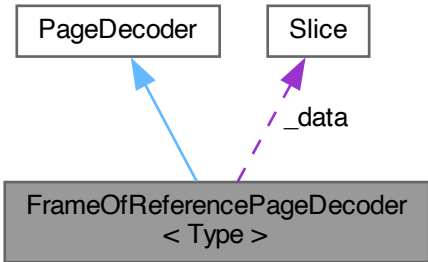 PageDecoder
Slice
_data
FrameOfReferencePageDecoder
< Type >